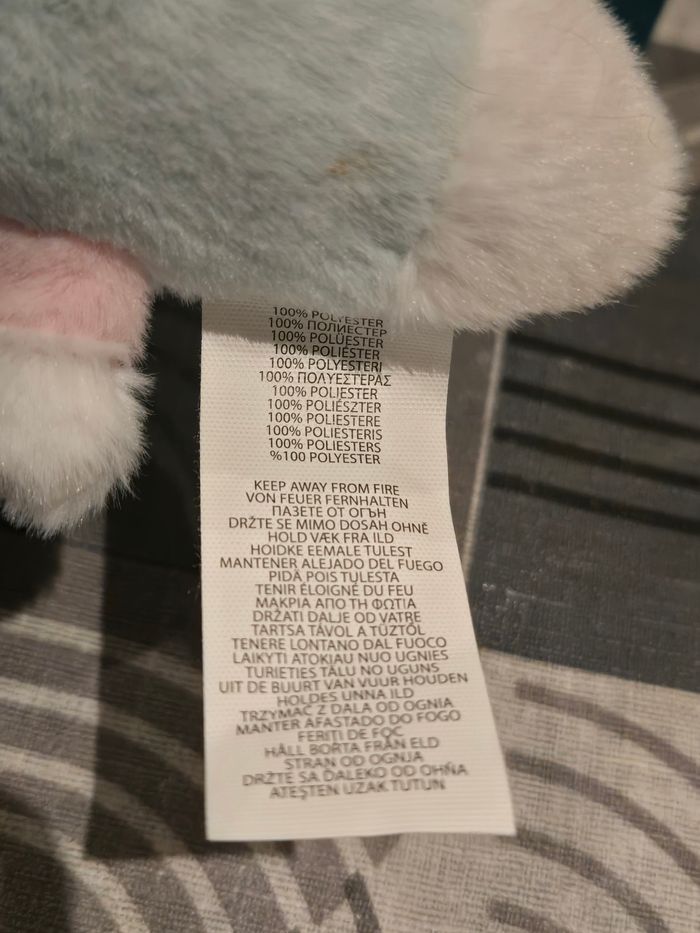 100% POLYESTER
100% ПОЛИЕСТЕР
100% POLÜESTER
100% POLIÉSTER
100% POLYESTERI
100% ΠΟΛΥΕΣΤΕΡΑΣ
100% POLIESTER
100% POLIÉSZTER
100% POLIESTERE
100% POLIESTERIS
100% POLIESTERS
%100 POLYESTER
KEEP AWAY FROM FIRE
VON FEUER FERNHALTEN
ПАЗЕТЕ ОТ ОГЪН
DRŽTE SE MIMO DOSAH OHNĚ
HOLD VÆK FRA ILD
HOIDKE EEMALE TULEST
MANTENER ALEJADO DEL FUEGO
PIDÄ POIS TULESTA
TENIR ÉLOIGNÉ DU FEU
ΜΑΚΡΙΑ ΑΠΟ ΤΗ ΦΩΤΙΑ
DRŽATI DALJE OD VATRE
TARTSA TÁVOL A TŰZTŐL
TENERE LONTANO DAL FUOCO
LAIKYTI ATOKIAU NUO UGNIES
TURIETIES TĀLU NO UGUNS
UIT DE BUURT VAN VUUR HOUDEN
HOLDES UNNA ILD
TRZYMAĆ Z DALA OD OGNIA
MANTER AFASTADO DO FOGO
FERIȚI DE FOC
HÅLL BORTA FRÅN ELD
STRAN OD OGNJA
DRŽTE SA ĎALEKO OD OHŇA
ATEŞTEN UZAK TUTUN